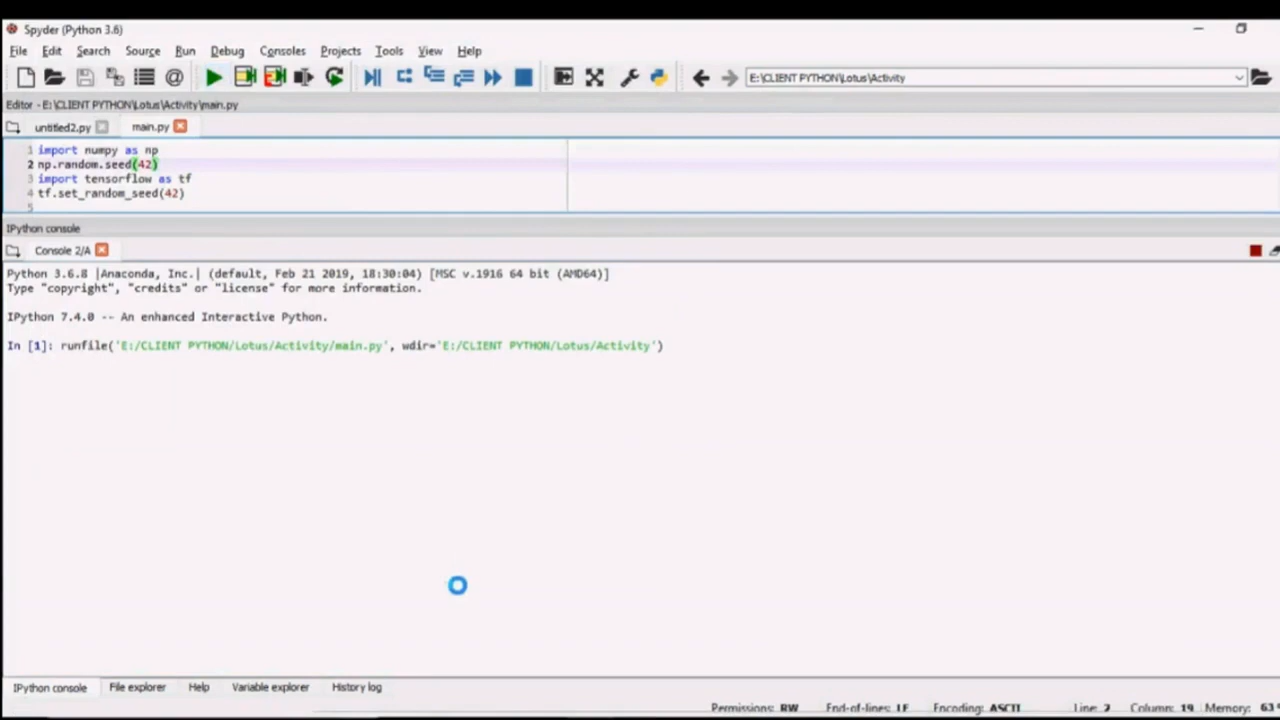 Spyder (Python 3.6)
File Edit Search Source Run Debug Consoles Projects Tools View Help
E:\CLIENT PYTHON\Lotus\Activity
Editor - E:\CLIENT PYTHON\Lotus\Activity\main.py
untitled2.py main.py
1 import numpy as np
2 np.random.seed(42)
3 import tensorflow as tf
4 tf.set_random_seed(42)
5
IPython console
Console 2/A
Python 3.6.8 |Anaconda, Inc.| (default, Feb 21 2019, 18:30:04) [MSC v.1916 64 bit (AMD64)]
Type "copyright", "credits" or "license" for more information.
IPython 7.4.0 -- An enhanced Interactive Python.
In [1]: runfile('E:/CLIENT PYTHON/Lotus/Activity/main.py', wdir='E:/CLIENT PYTHON/Lotus/Activity')
IPython console File explorer Help Variable explorer History log
Permissions: RW End-of-lines: LF Encoding: ASCII Line: 2 Column: 19 Memory: 63